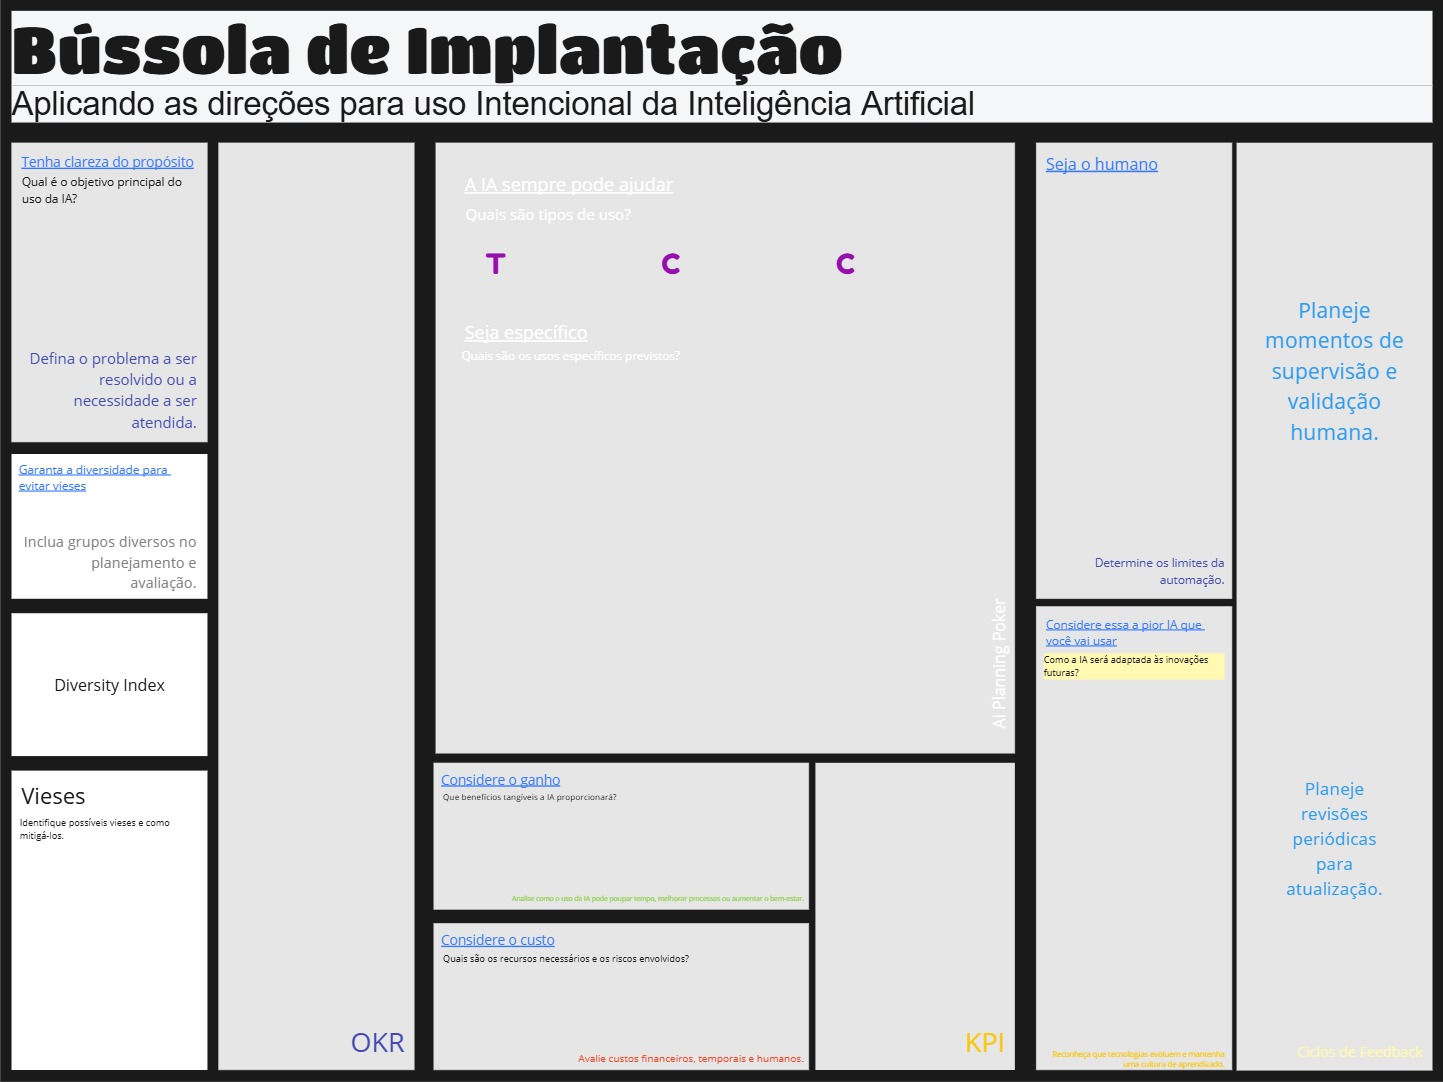 Bússola de Implantação
Aplicando as direções para uso Intencional da Inteligência Artificial
Tenha clareza do propósito
Qual é o objetivo principal do
uso da IA?
Defina o problema a ser
resolvido ou a
necessidade a ser
atendida.
Garanta a diversidade para
evitar vieses
Inclua grupos diversos no
planejamento e
avaliação.
Diversity Index
Vieses
Identifique possíveis vieses e como
mitigá-los.
OKR
A IA sempre pode ajudar
Quais são tipos de uso?
T C C
Seja específico
Quais são os usos específicos previstos?
AI Planning Poker
Considere o ganho
Que benefícios tangíveis a IA proporcionará?
Analise como o uso da IA pode poupar tempo, melhorar processos ou aumentar o bem-estar.
Considere o custo
Quais são os recursos necessários e os riscos envolvidos?
Avalie custos financeiros, temporais e humanos.
KPI
Seja o humano
Determine os limites da
automação.
Considere essa a pior IA que
você vai usar
Como a IA será adaptada às inovações
futuras?
Reconheça que tecnologias evoluem e mantenha
uma cultura de aprendizado.
Planeje
momentos de
supervisão e
validação
humana.
Planeje
revisões
periódicas
para
atualização.
Ciclos de Feedback